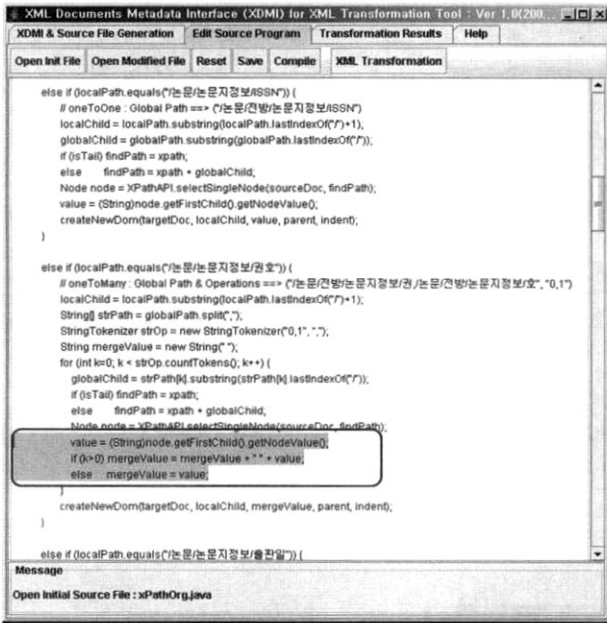 XML Documents Metadata Interface (XDMI) for XML Transformation Tool : Ver 1.0(200...
XDMI & Source File Generation Edit Source Program Transformation Results Help
Open Init File Open Modified File Reset Save Compile XML Transformation
else if (localPath.equals("/논문/논문지정보/ISSN")) {
// oneToOne : Global Path ==> ("/논문/전방/논문지정보/ISSN")
localChild = localPath.substring(localPath.lastIndexOf("/")+1);
globalChild = globalPath.substring(globalPath.lastIndexOf("/"));
if (isTail) findPath = xpath;
else findPath = xpath + globalChild;
Node node = XPathAPI.selectSingleNode(sourceDoc, findPath);
value = (String)node.getFirstChild().getNodeValue();
createNewDom(targetDoc, localChild, value, parent, indent);
}
else if (localPath.equals("/논문/논문지정보/권호")) {
// oneToMany : Global Path & Operations ==> ("/논문/전방/논문지정보/권,/논문/전방/논문지정보/호", "0,1")
localChild = localPath.substring(localPath.lastIndexOf("/")+1);
String[] strPath = globalPath.split(",");
StringTokenizer strOp = new StringTokenizer("0,1", ",");
String mergeValue = new String(" ");
for (int k=0; k < strOp.countTokens(); k++) {
globalChild = strPath[k].substring(strPath[k].lastIndexOf("/"));
if (isTail) findPath = xpath;
else findPath = xpath + globalChild;
Node node = XPathAPI.selectSingleNode(sourceDoc, findPath);
value = (String)node.getFirstChild().getNodeValue();
if (k>0) mergeValue = mergeValue + " " + value;
else mergeValue = value;
}
createNewDom(targetDoc, localChild, mergeValue, parent, indent);
}
else if (localPath.equals("/논문/논문지정보/출판일")) {
Message
Open Initial Source File : xPathOrg.java